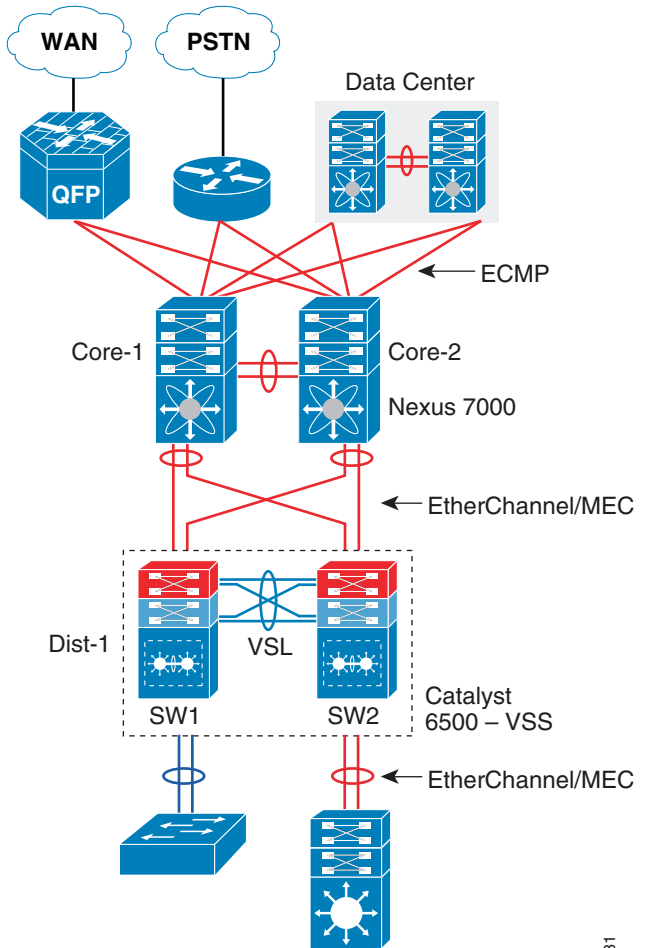 WAN
PSTN
Data Center
QFP
ECMP
Core-1
Core-2
Nexus 7000
EtherChannel/MEC
Dist-1
VSL
SW1
SW2
Catalyst
6500 – VSS
EtherChannel/MEC